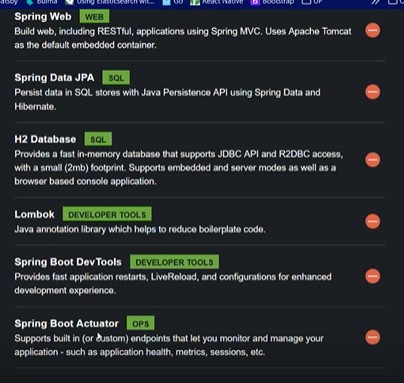 Bulma
Using Elasticsearch wit...
Go
React Native
Bootstrap
Spring Web WEB
Build web, including RESTful, applications using Spring MVC. Uses Apache Tomcat
as the default embedded container.
Spring Data JPA SQL
Persist data in SQL stores with Java Persistence API using Spring Data and
Hibernate.
H2 Database SQL
Provides a fast in-memory database that supports JDBC API and R2DBC access,
with a small (2mb) footprint. Supports embedded and server modes as well as a
browser based console application.
Lombok DEVELOPER TOOLS
Java annotation library which helps to reduce boilerplate code.
Spring Boot DevTools DEVELOPER TOOLS
Provides fast application restarts, LiveReload, and configurations for enhanced
development experience.
Spring Boot Actuator OPS
Supports built in (or custom) endpoints that let you monitor and manage your
application - such as application health, metrics, sessions, etc.